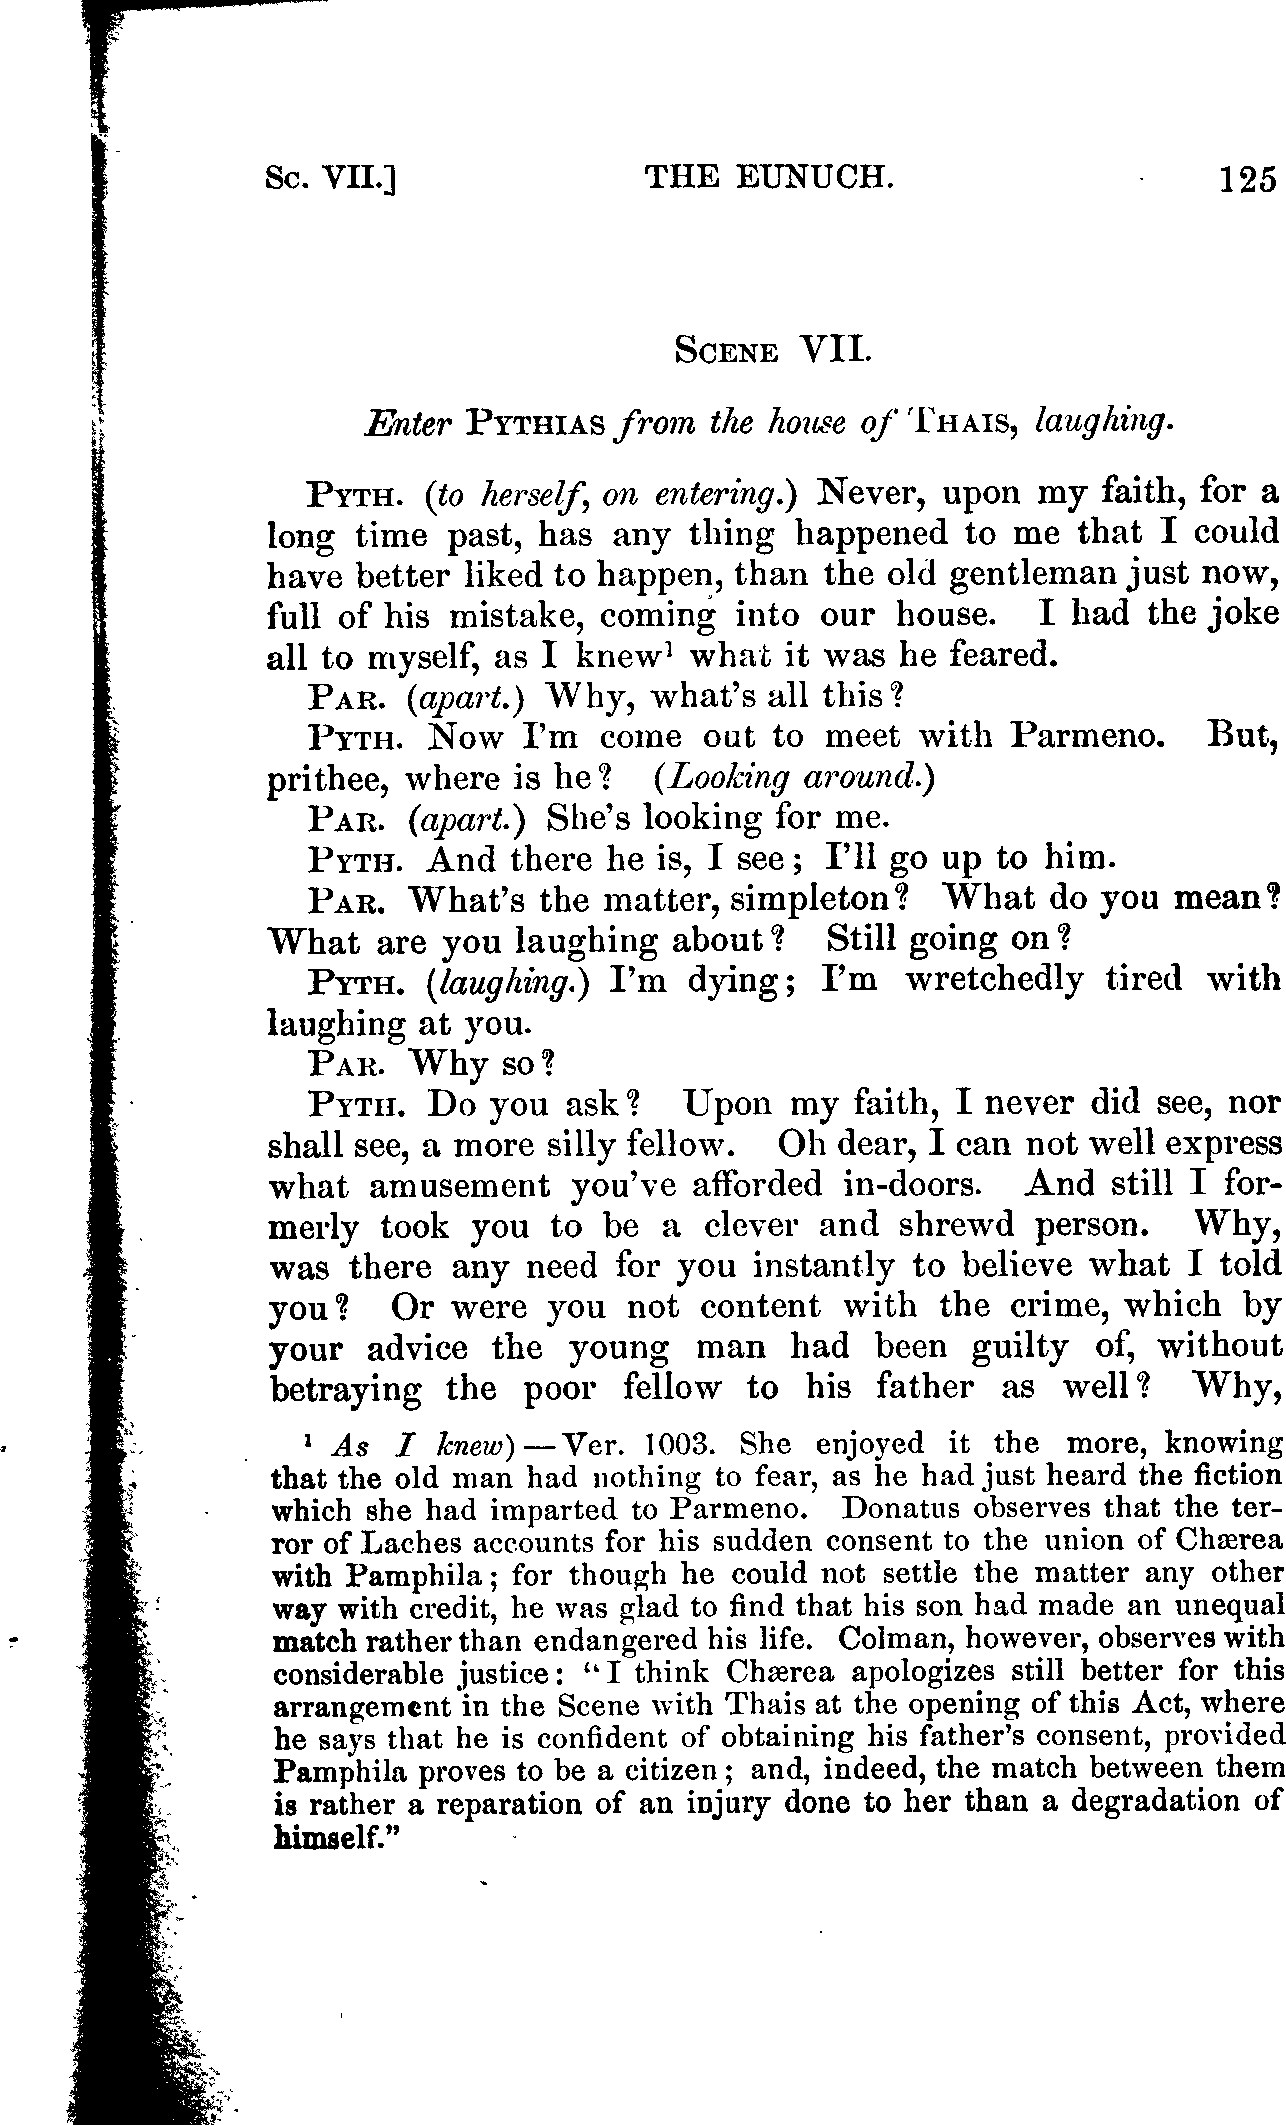 Sc. VII.] THE EUNUCH. 125
Scene VII.
Enter Pythias from the house of Thais, laughing.
Pyth. (to herself, on entering.) Never, upon my faith, for a
long time past, has any thing happened to me that I could
have better liked to happen, than the old gentleman just now,
full of his mistake, coming into our house. I had the joke
all to myself, as I knew¹ what it was he feared.
Par. (apart.) Why, what's all this?
Pyth. Now I'm come out to meet with Parmeno. But,
prithee, where is he? (Looking around.)
Par. (apart.) She's looking for me.
Pyth. And there he is, I see; I'll go up to him.
Par. What's the matter, simpleton? What do you mean?
What are you laughing about? Still going on?
Pyth. (laughing.) I'm dying; I'm wretchedly tired with
laughing at you.
Par. Why so?
Pyth. Do you ask? Upon my faith, I never did see, nor
shall see, a more silly fellow. Oh dear, I can not well express
what amusement you've afforded in-doors. And still I for-
merly took you to be a clever and shrewd person. Why,
was there any need for you instantly to believe what I told
you? Or were you not content with the crime, which by
your advice the young man had been guilty of, without
betraying the poor fellow to his father as well? Why,
¹ As I knew)—Ver. 1003. She enjoyed it the more, knowing
that the old man had nothing to fear, as he had just heard the fiction
which she had imparted to Parmeno. Donatus observes that the ter-
ror of Laches accounts for his sudden consent to the union of Chærea
with Pamphila; for though he could not settle the matter any other
way with credit, he was glad to find that his son had made an unequal
match rather than endangered his life. Colman, however, observes with
considerable justice: "I think Chærea apologizes still better for this
arrangement in the Scene with Thais at the opening of this Act, where
he says that he is confident of obtaining his father's consent, provided
Pamphila proves to be a citizen; and, indeed, the match between them
is rather a reparation of an injury done to her than a degradation of
himself."